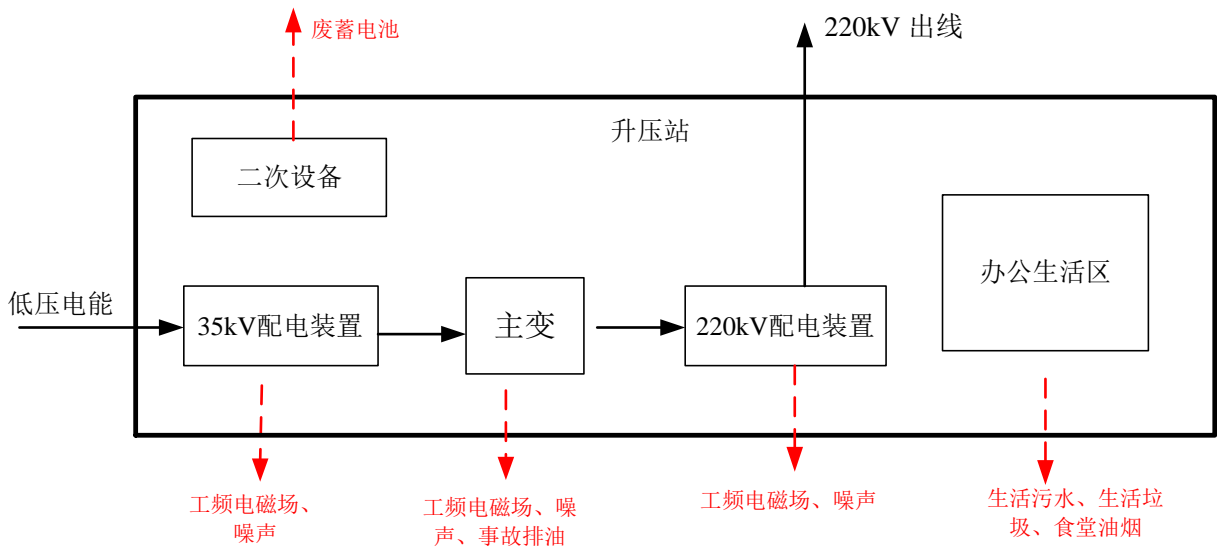 废蓄电池
220kV 出线
升压站
二次设备
办公生活区
低压电能
35kV配电装置
主变
220kV配电装置
工频电磁场、
噪声
工频电磁场、噪
声、事故排油
工频电磁场、噪声
生活污水、生活垃
圾、食堂油烟